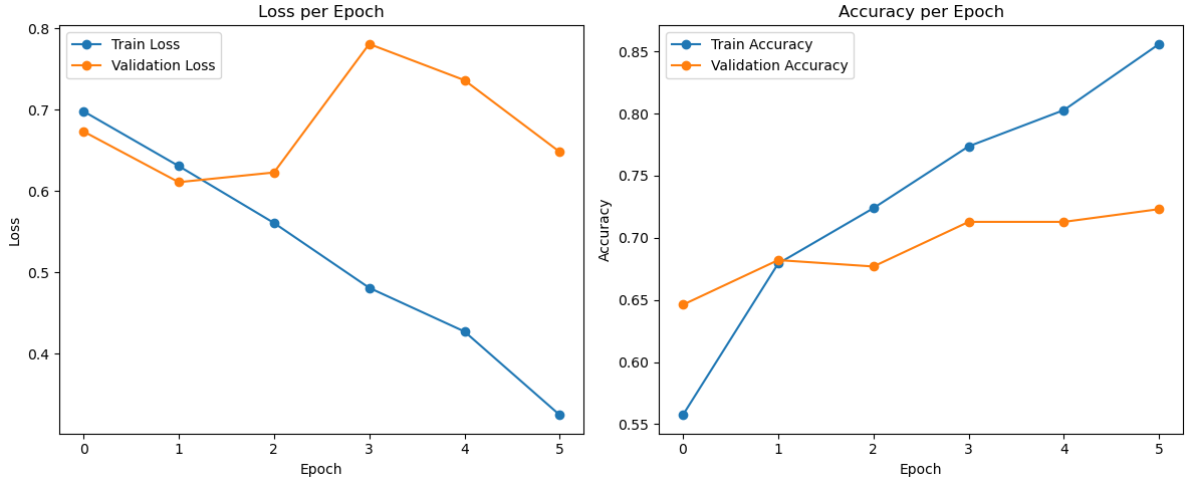 Loss per Epoch
Train Loss
Validation Loss
0.8
0.7
0.6
0.5
0.4
Loss
0 1 2 3 4 5
Epoch
Accuracy per Epoch
Train Accuracy
Validation Accuracy
0.85
0.80
0.75
0.70
0.65
0.60
0.55
Accuracy
0 1 2 3 4 5
Epoch